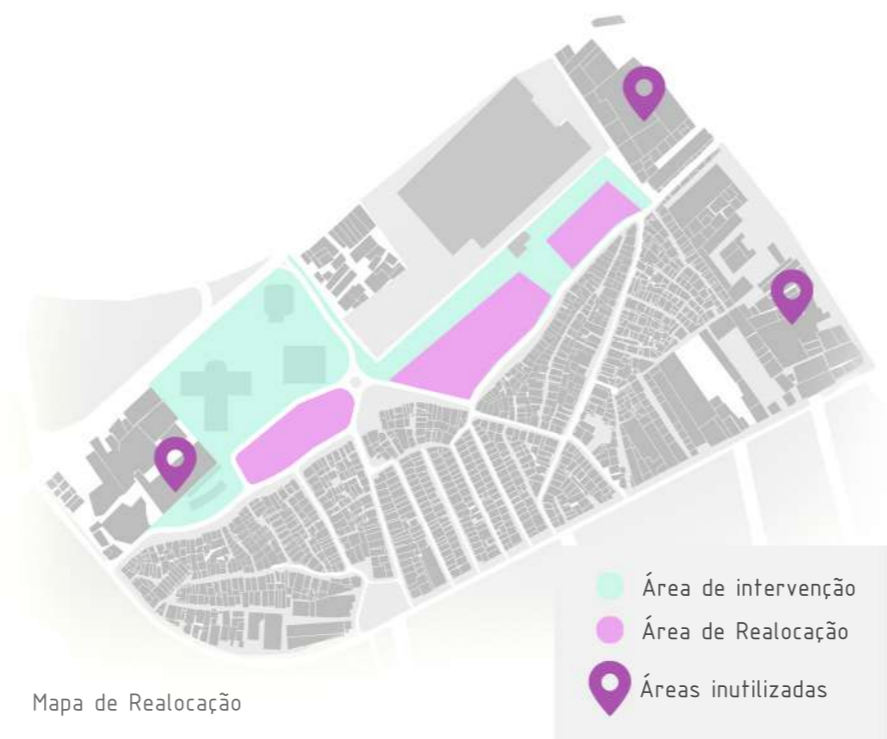 Área de intervenção
Área de Realocação
Áreas inutilizadas
Mapa de Realocação